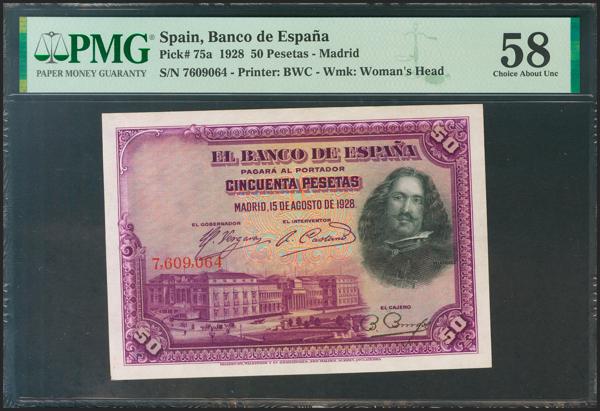 PMG
PAPER MONEY GUARANTY
Spain, Banco de España
Pick# 75a 1928 50 Pesetas - Madrid
S/N 7609064 - Printer: BWC - Wmk: Woman's Head
58
Choice About Unc
50
50
EL BANCO DE ESPAÑA
PAGARÁ AL PORTADOR
CINCUENTA PESETAS
MADRID, 15 DE AGOSTO DE 1928
EL GOBERNADOR
EL INTERVENTOR
7,609,064
EL CAJERO
50
50